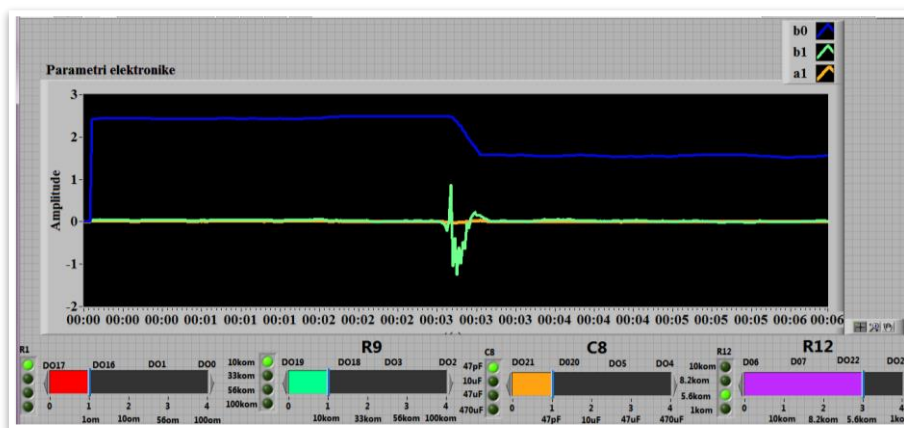 b0
b1
a1
Parametri elektronike
Amplitude
3
2
1
0
-1
-2
00:00 00:00 00:01 00:01 00:01 00:01 00:02 00:02 00:02 00:03 00:03 00:03 00:04 00:04 00:04 00:05 00:05 00:05 00:06 00:06
R1
DO17 DO16 DO1 DO0
0 1 2 3 4
1om 10om 56om 100om
R9
10kom
33kom
56kom
100kom
DO19 DO18 DO3 DO2
0 1 2 3 4
10kom 33kom 56kom 100kom
C8
C8
47pF
10uF
47uF
470uF
DO21 D020 DO5 DO4
0 1 2 3 4
47pF 10uF 47uF 470uF
R12
R12
10kom
8.2kom
5.6kom
1kom
D06 D07 DO22
0 1 2 3 4
10kom 8.2kom 5.6kom